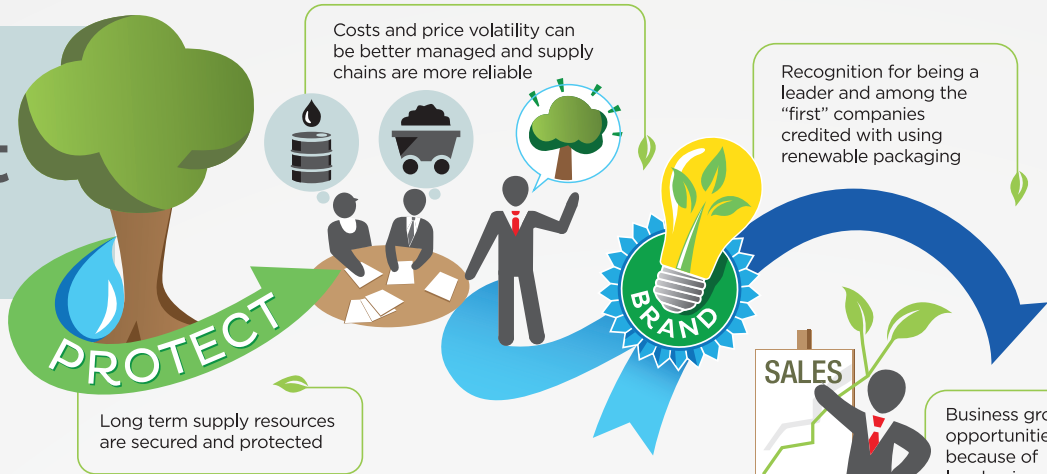 Costs and price volatility can
be better managed and supply
chains are more reliable
Recognition for being a
leader and among the
“first” companies
credited with using
renewable packaging
PROTECT
BRAND
Long term supply resources
are secured and protected
SALES
Business
opportunities
because of